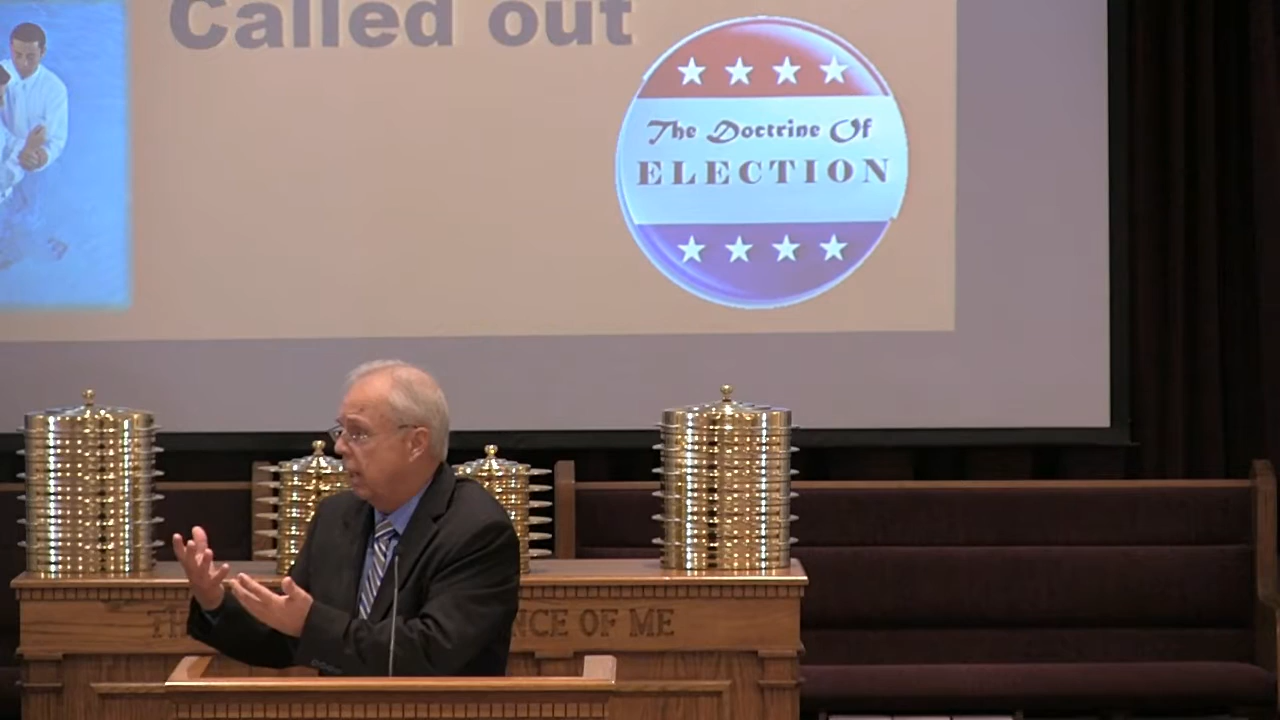 Called out
The Doctrine Of
ELECTION
NCE OF ME